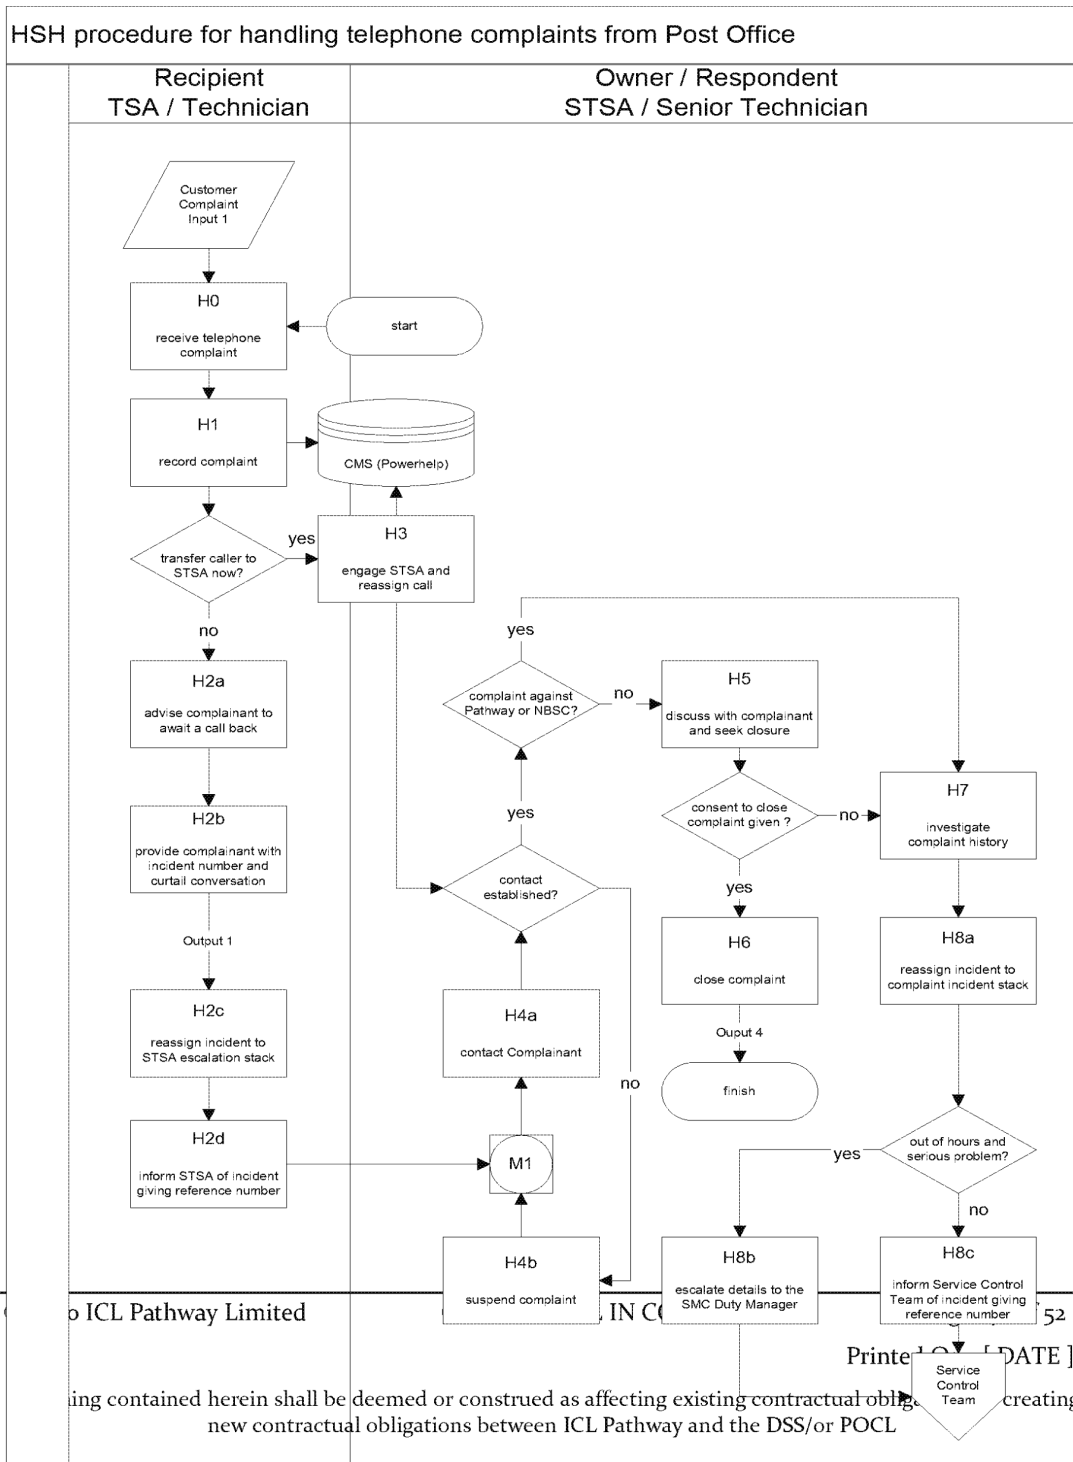 HSH procedure for handling telephone complaints from Post Office
Recipient
TSA / Technician
Owner / Respondent
STSA / Senior Technician
Customer
Complaint
Input 1
H0
receive telephone
complaint
start
H1
record complaint
CMS (Powerhelp)
transfer caller to
STSA now?
yes
H3
engage STSA and
reassign call
no
H2a
advise complainant to
await a call back
H2b
provide complainant with
incident number and
curtail conversation
Output 1
H2c
reassign incident to
STSA escalation stack
H2d
inform STSA of incident
giving reference number
yes
complaint against
Pathway or NBSC?
no
H5
discuss with complainant
and seek closure
yes
contact
established?
consent to close
complaint given ?
no
H7
investigate
complaint history
yes
H6
close complaint
Ouput 4
finish
H8a
reassign incident to
complaint incident stack
H4a
contact Complainant
no
M1
H4b
suspend complaint
out of hours and
serious problem?
yes
no
H8b
escalate details to the
SMC Duty Manager
H8c
inform Service Control
Team of incident giving
reference number
Service
Control
Team
ICL Pathway Limited
IN
52
DATE ]
contained herein shall be deemed or construed as affecting existing contractual creating
new contractual obligations between ICL Pathway and the DSS/or POCL